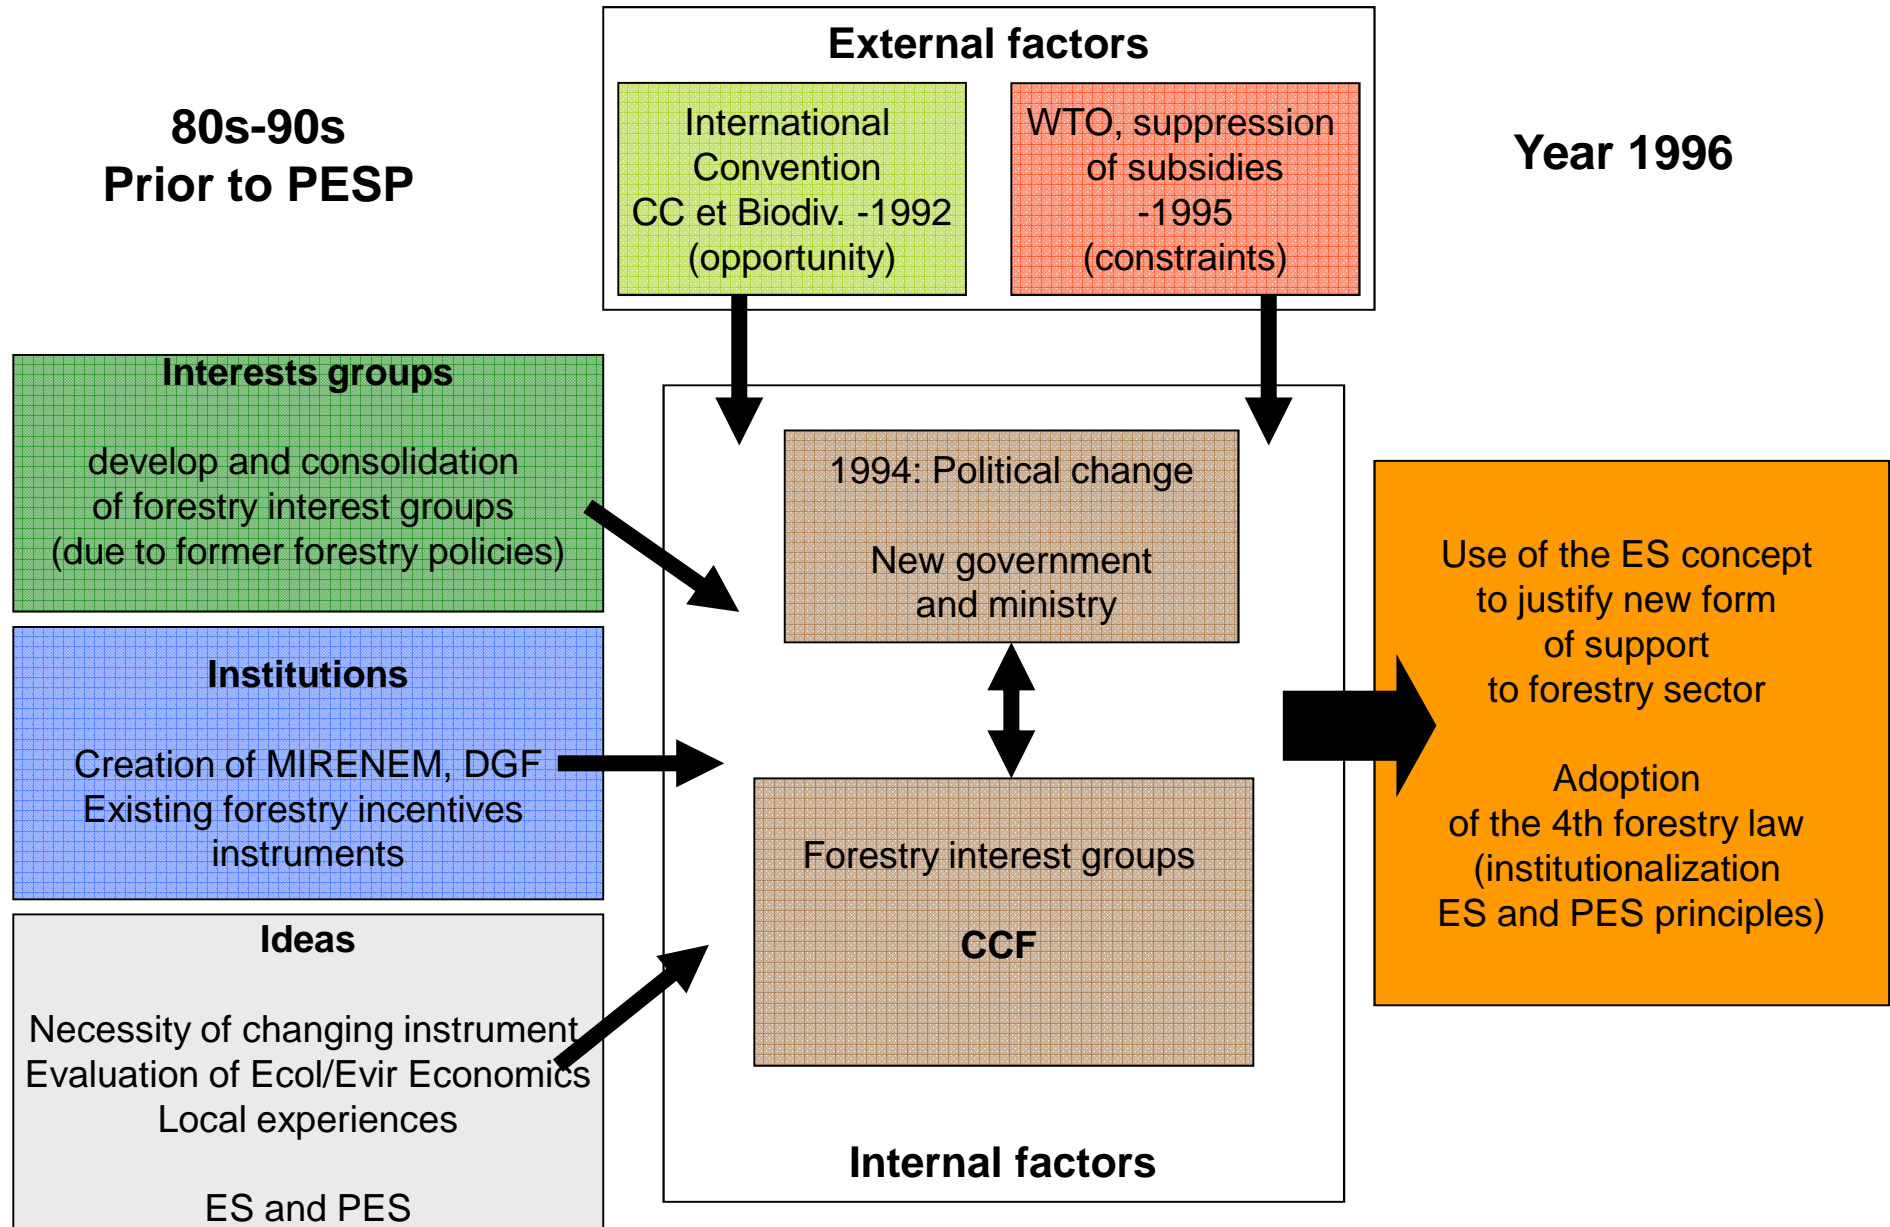 80s-90s
Prior to PESP
External factors
International
Convention
CC et Biodiv. -1992
(opportunity)
WTO, suppression
of subsidies
-1995
(constraints)
Year 1996
Interests groups
develop and consolidation
of forestry interest groups
(due to former forestry policies)
Institutions
Creation of MIRENEM, DGF
Existing forestry incentives
instruments
Ideas
Necessity of changing instrument
Evaluation of Ecol/Evir Economics
Local experiences
ES and PES
1994: Political change
New government
and ministry
Forestry interest groups
CCF
Internal factors
Use of the ES concept
to justify new form
of support
to forestry sector
Adoption
of the 4th forestry law
(institutionalization
ES and PES principles)